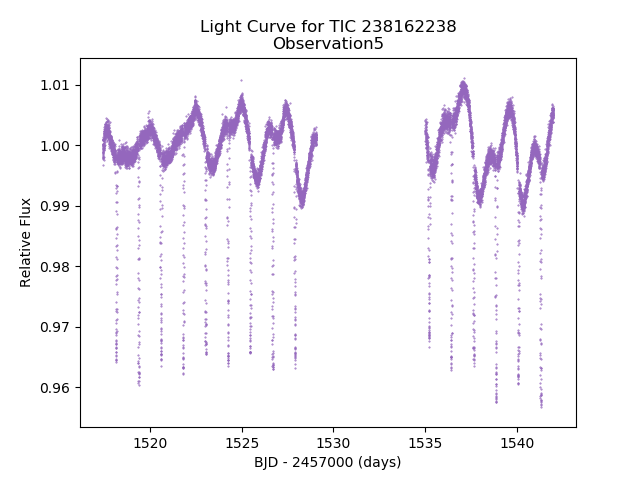 Light Curve for TIC 238162238
Observation5
1.01
1.00
0.99
0.98
0.97
0.96
Relative Flux
1520
1525
1530
1535
1540
BJD - 2457000 (days)